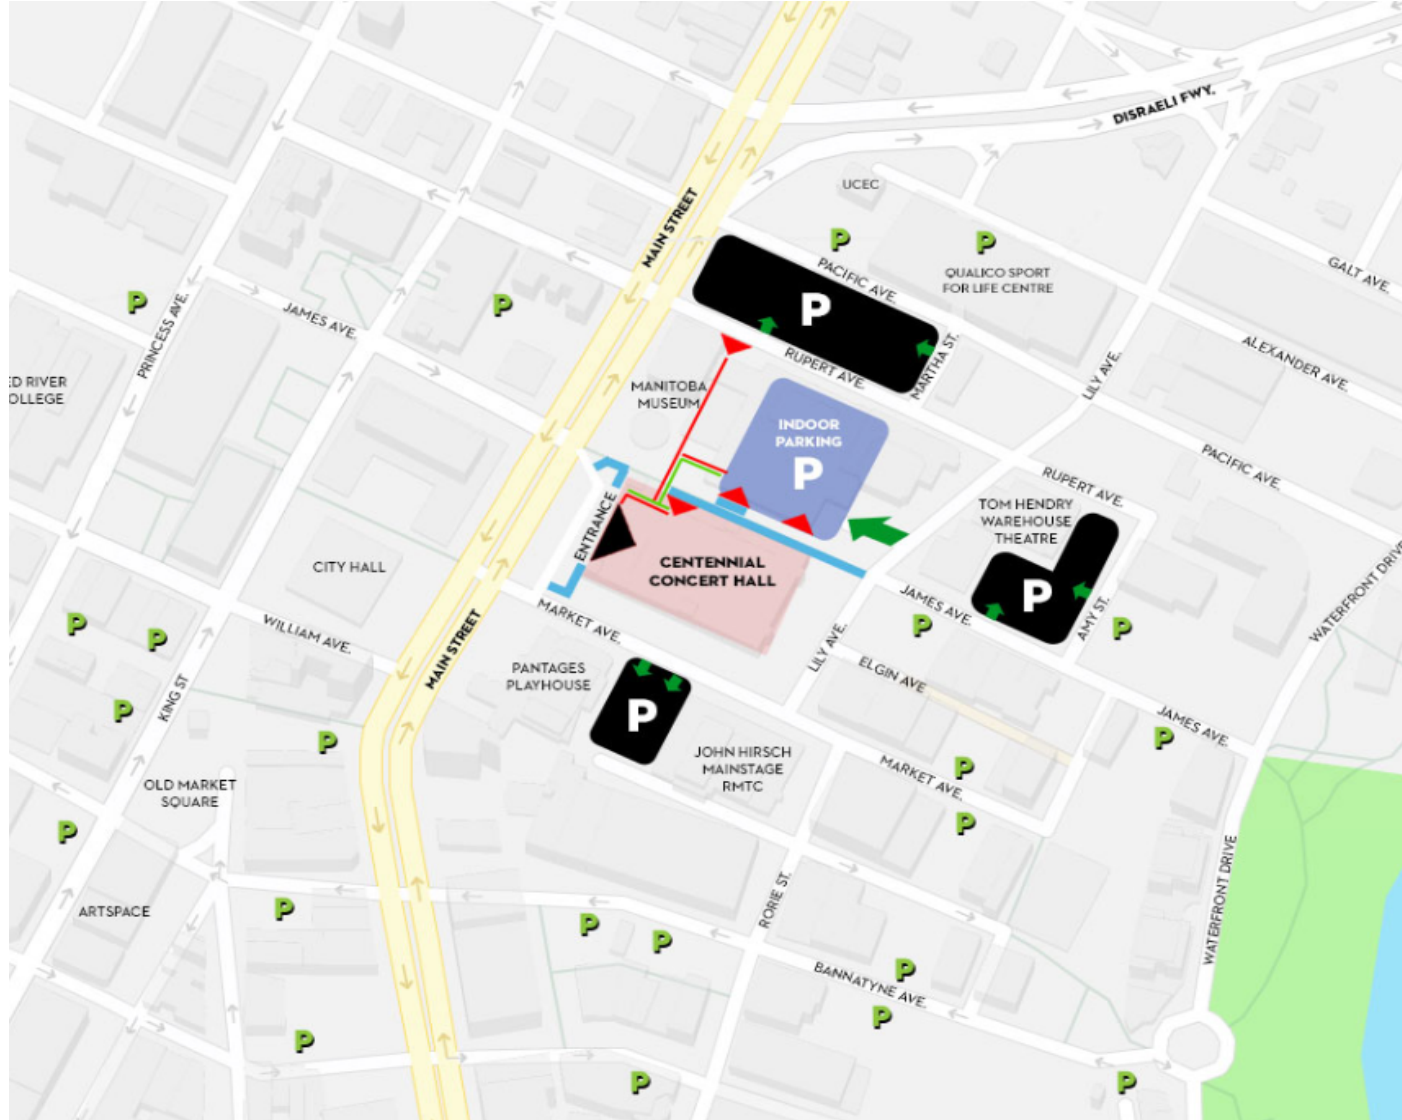 DISRAELI FWY.
UCEC
MAIN STREET
P
P
PACIFIC AVE.
QUALICO SPORT
FOR LIFE CENTRE
GALT AVE.
P
P
P
JAMES AVE.
PRINCESS AVE.
RUPERT AVE.
MARTHA ST.
LILY AVE.
ALEXANDER AVE.
ED RIVER
OLLEGE
MANITOBA
MUSEUM
INDOOR
PARKING
P
PACIFIC AVE.
RUPERT AVE.
TOM HENDRY
WAREHOUSE
THEATRE
ENTRANCE
CITY HALL
CENTENNIAL
CONCERT HALL
P
JAMES AVE.
AMY ST.
WATERFRONT DRIVE
P
P
P
P
WILLIAM AVE.
MARKET AVE.
LILY AVE.
MAIN STREET
PANTAGES
PLAYHOUSE
ELGIN AVE
KING ST
P
P
P
JAMES AVE.
P
P
JOHN HIRSCH
MAINSTAGE
RMTC
MARKET AVE.
P
OLD MARKET
SQUARE
P
P
WATERFRONT DRIVE
RORIE ST.
ARTSPACE
P
P
P
BANNATYNE AVE.
P
P
P
P
P